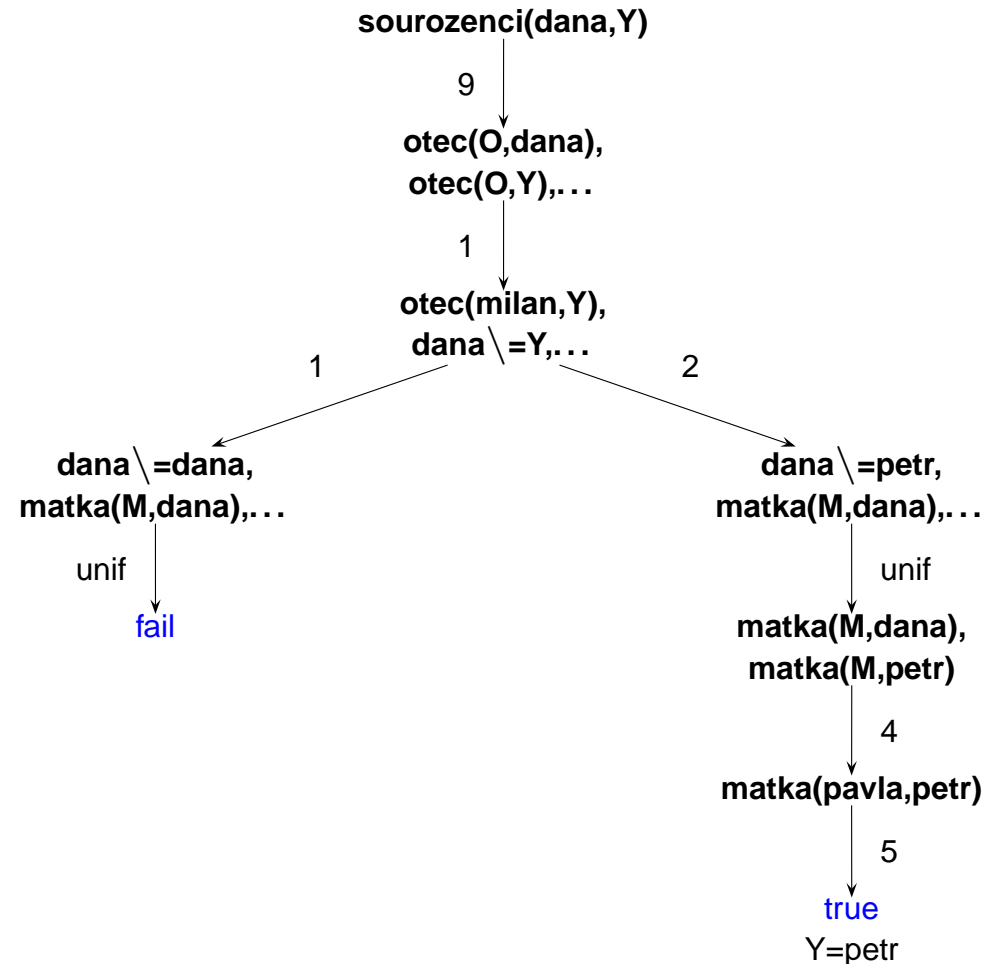 sourozenci(dana,Y)
9
otec(O,dana),
otec(O,Y),...
1
otec(milan,Y),
dana\=Y,...
1
2
dana\=dana,
matka(M,dana),...
unif
fail
dana\=petr,
matka(M,dana),...
unif
matka(M,dana),
matka(M,petr)
4
matka(pavla,petr)
5
true
Y=petr